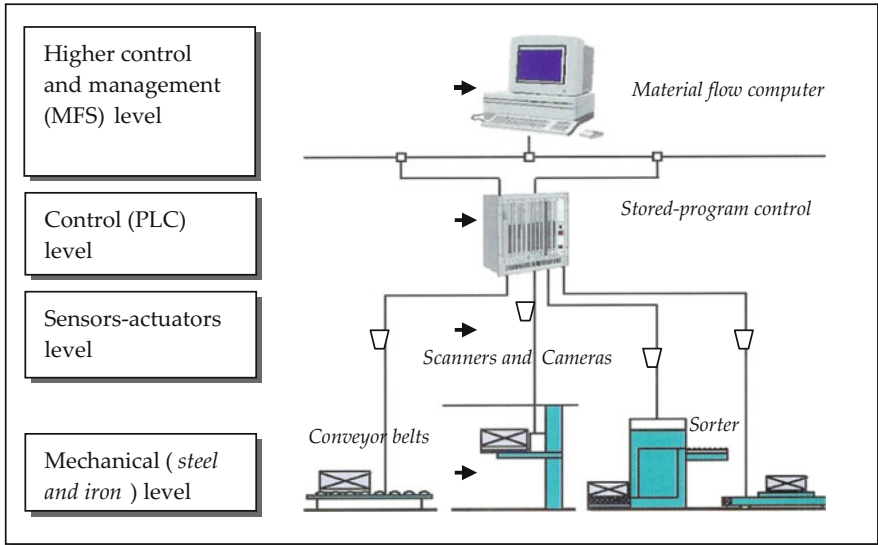 Higher control
and management
(MFS) level
Material flow computer
Control (PLC)
level
Stored-program control
Sensors-actuators
level
Scanners and Cameras
Mechanical ( steel
and iron ) level
Conveyor belts
Sorter